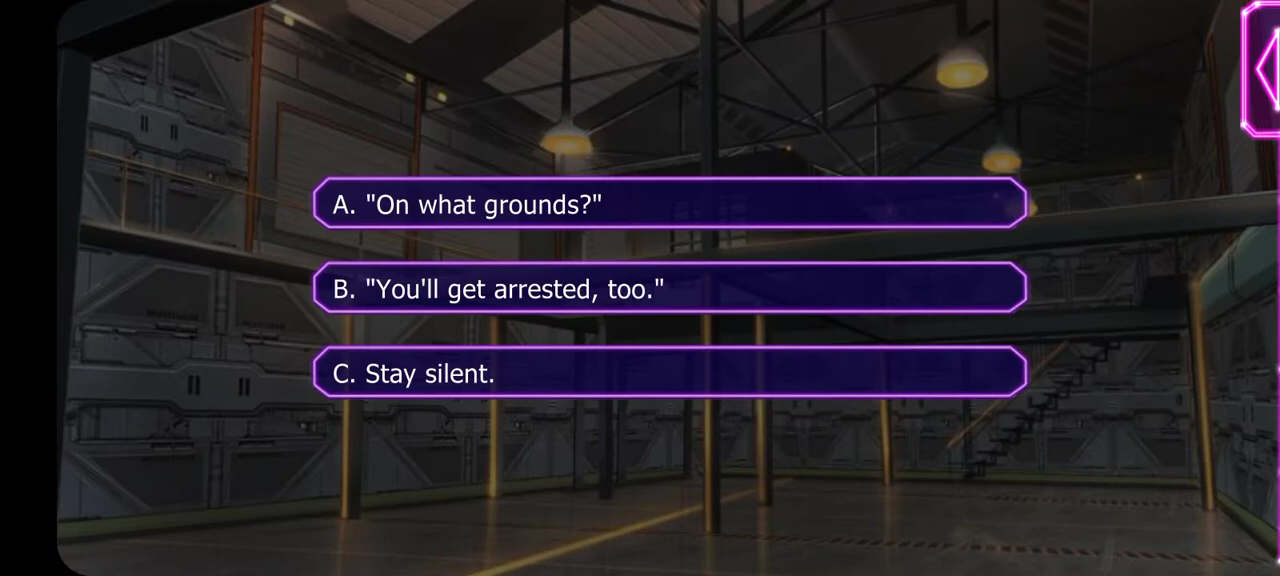 A. "On what grounds?"
B. "You'll get arrested, too."
C. Stay silent.